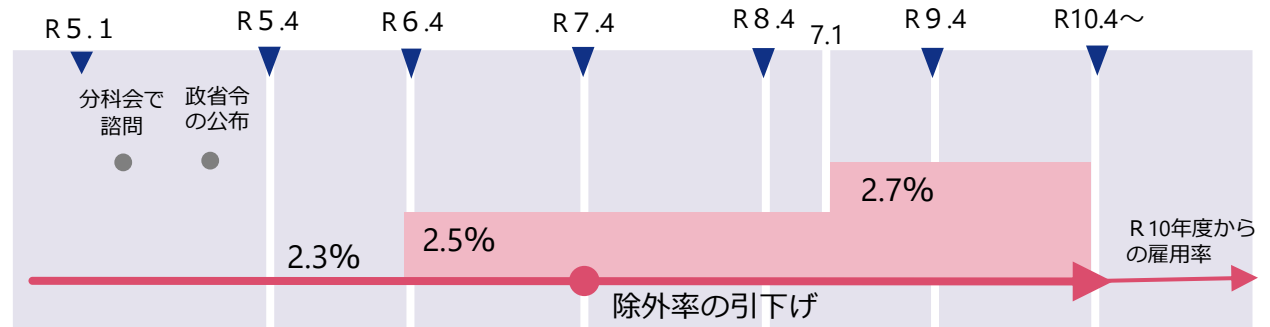 Ｒ５.１
Ｒ５.4
Ｒ６.4
Ｒ７.4
Ｒ８.4
7.1
Ｒ９.4
R10.4～
分科会で
諮問
政省令
の公布
2.3%
2.5%
2.7%
Ｒ10年度から
の雇用率
除外率の引下げ